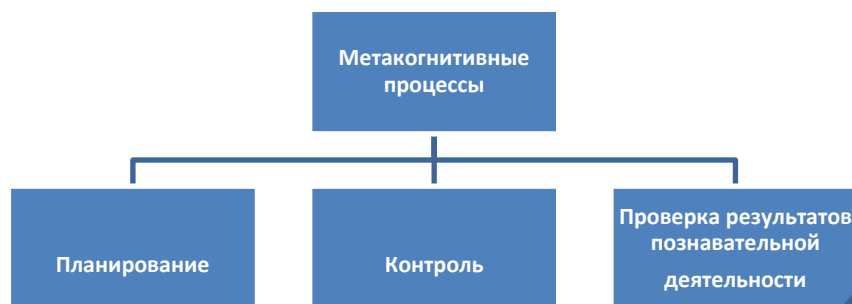 Метакогнитивные
процессы
Планирование
Контроль
Проверка результатов
познавательной
деятельности